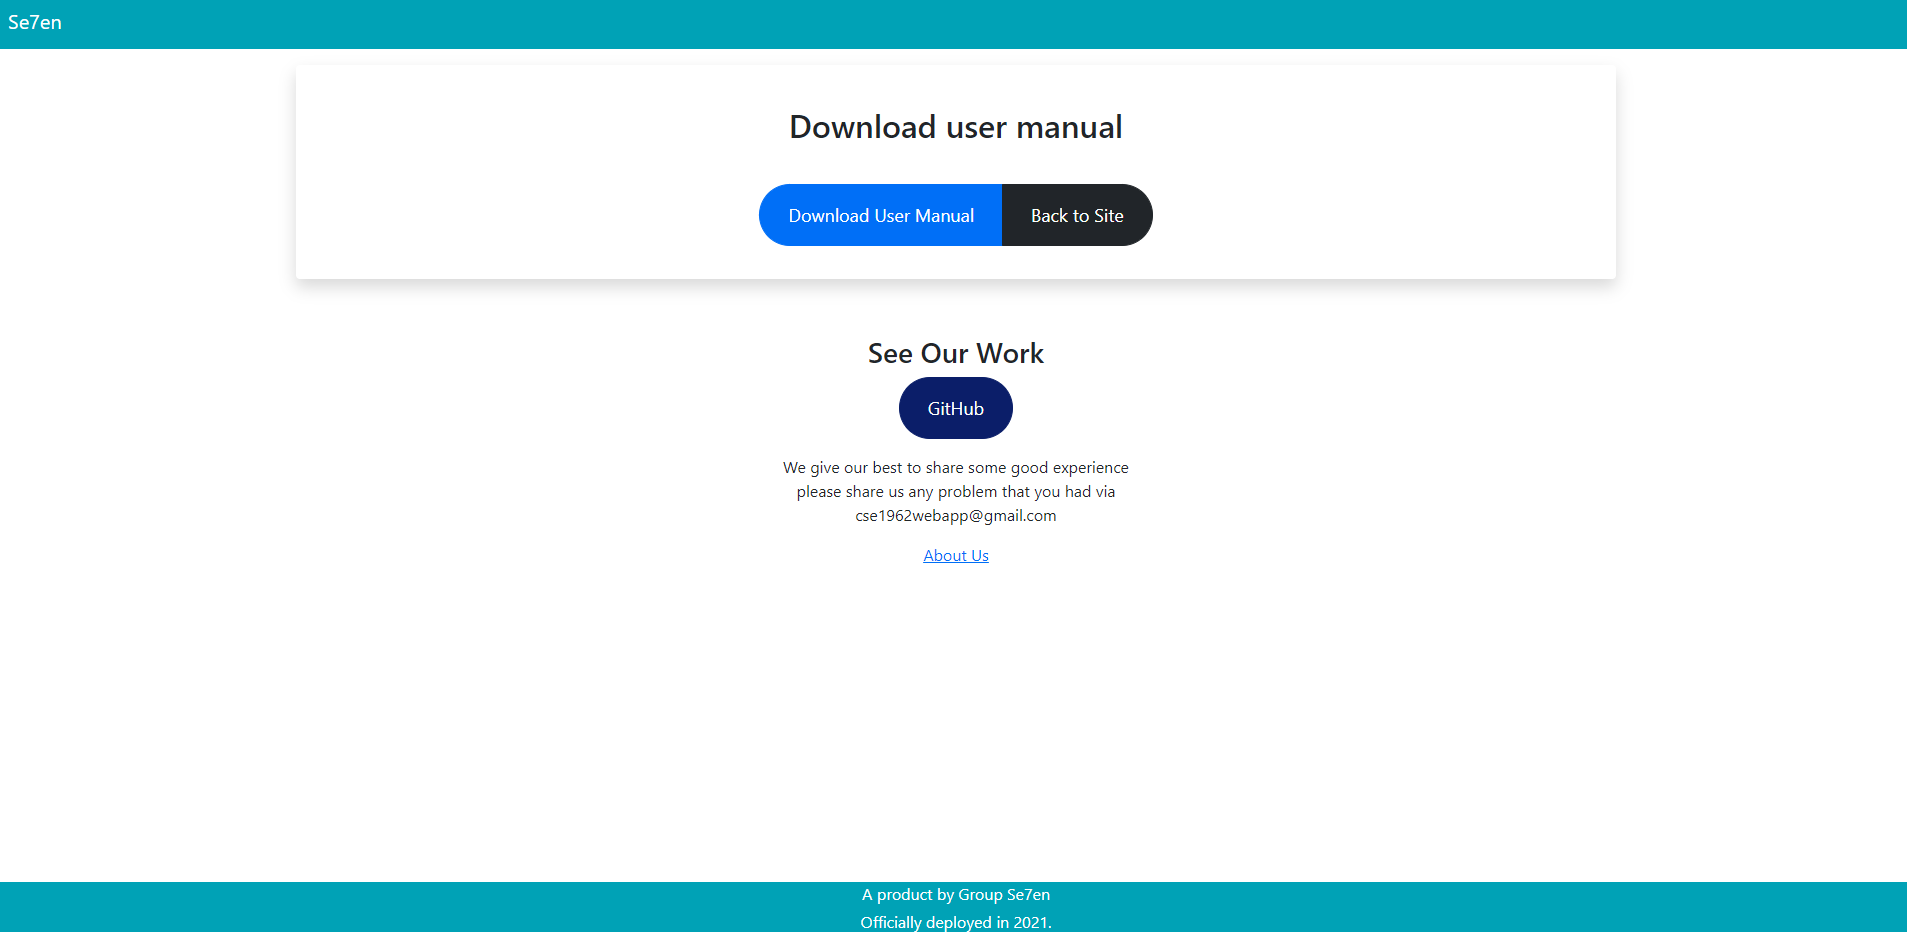 Se7en
Download user manual
Download User Manual
Back to Site
See Our Work
GitHub
We give our best to share some good experience
please share us any problem that you had via
cse1962webapp@gmail.com
About Us
A product by Group Se7en
Officially deployed in 2021.